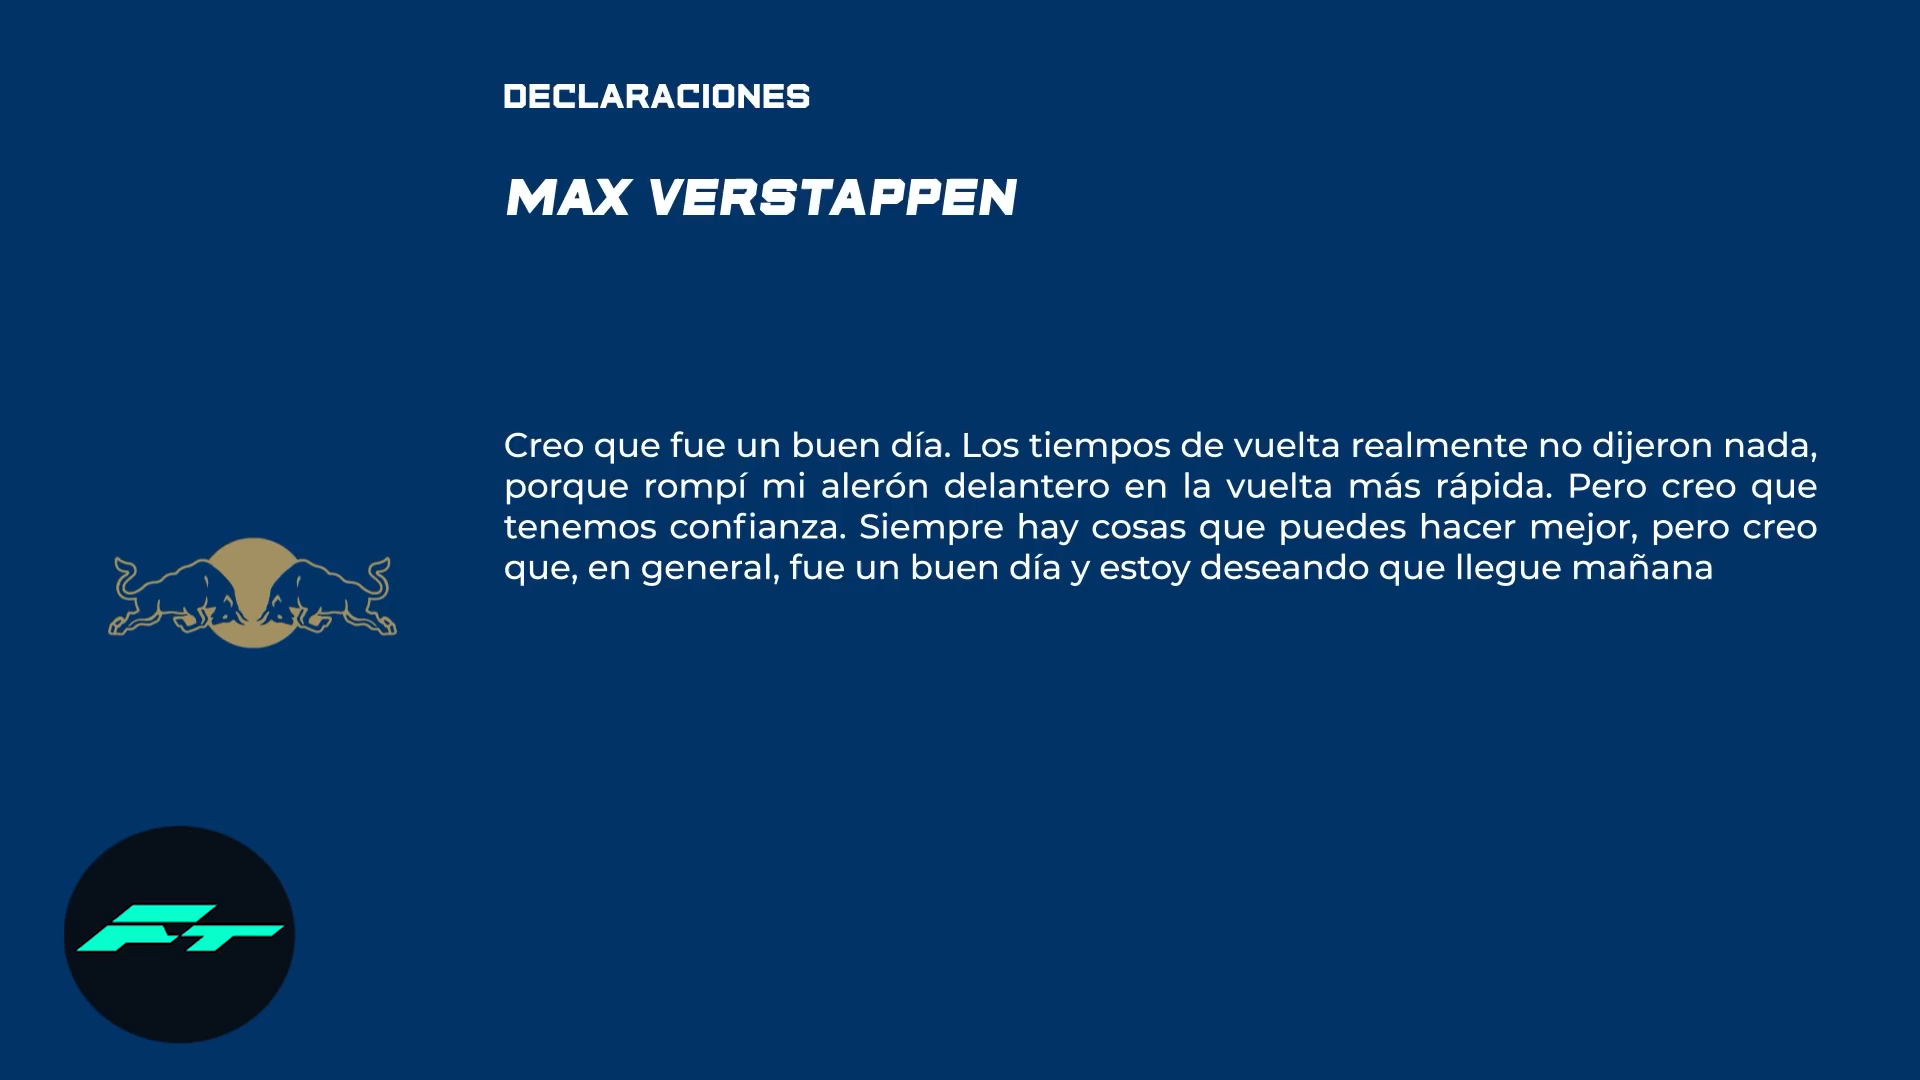 DECLARACIONES
MAX VERSTAPPEN
Creo que fue un buen día. Los tiempos de vuelta realmente no dijeron nada,
porque rompí mi alerón delantero en la vuelta más rápida. Pero creo que
tenemos confianza. Siempre hay cosas que puedes hacer mejor, pero creo
que, en general, fue un buen día y estoy deseando que llegue mañana
FT